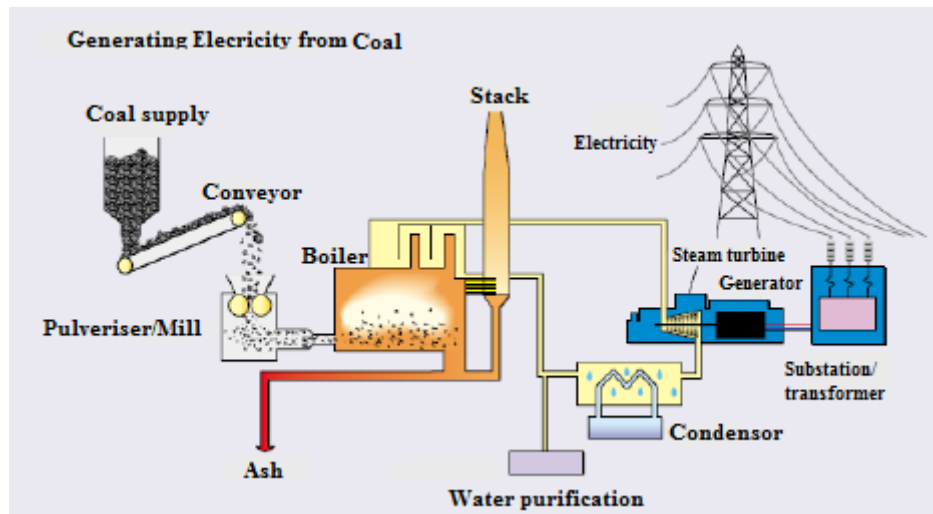 Generating Elecricity from Coal
Coal supply
Stack
Electricity
Conveyor
Boiler
Steam turbine
Generator
Pulveriser/Mill
Substation/
transformer
Condensor
Ash
Water purification